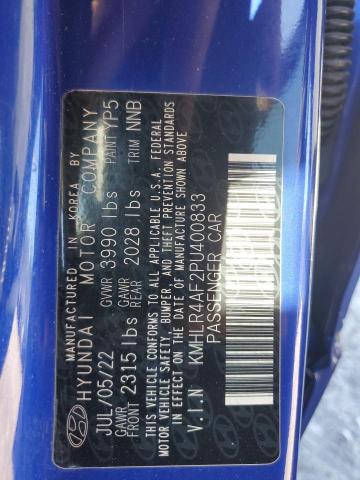 MANUFACTURED IN KOREA BY
HYUNDAI MOTOR COMPANY
JUL/05/22 GVWR 3990 lbs PAINT YP5
GAWR FRONT 2315 lbs GAWR REAR 2028 lbs TRIM NNB
THIS VEHICLE CONFORMS TO ALL APPLICABLE U.S.A. FEDERAL
MOTOR VEHICLE SAFETY, BUMPER, AND THEFT PREVENTION STANDARDS
IN EFFECT ON THE DATE OF MANUFACTURE SHOWN ABOVE
V.I.N KMHLR4AF2PU400833
PASSENGER CAR